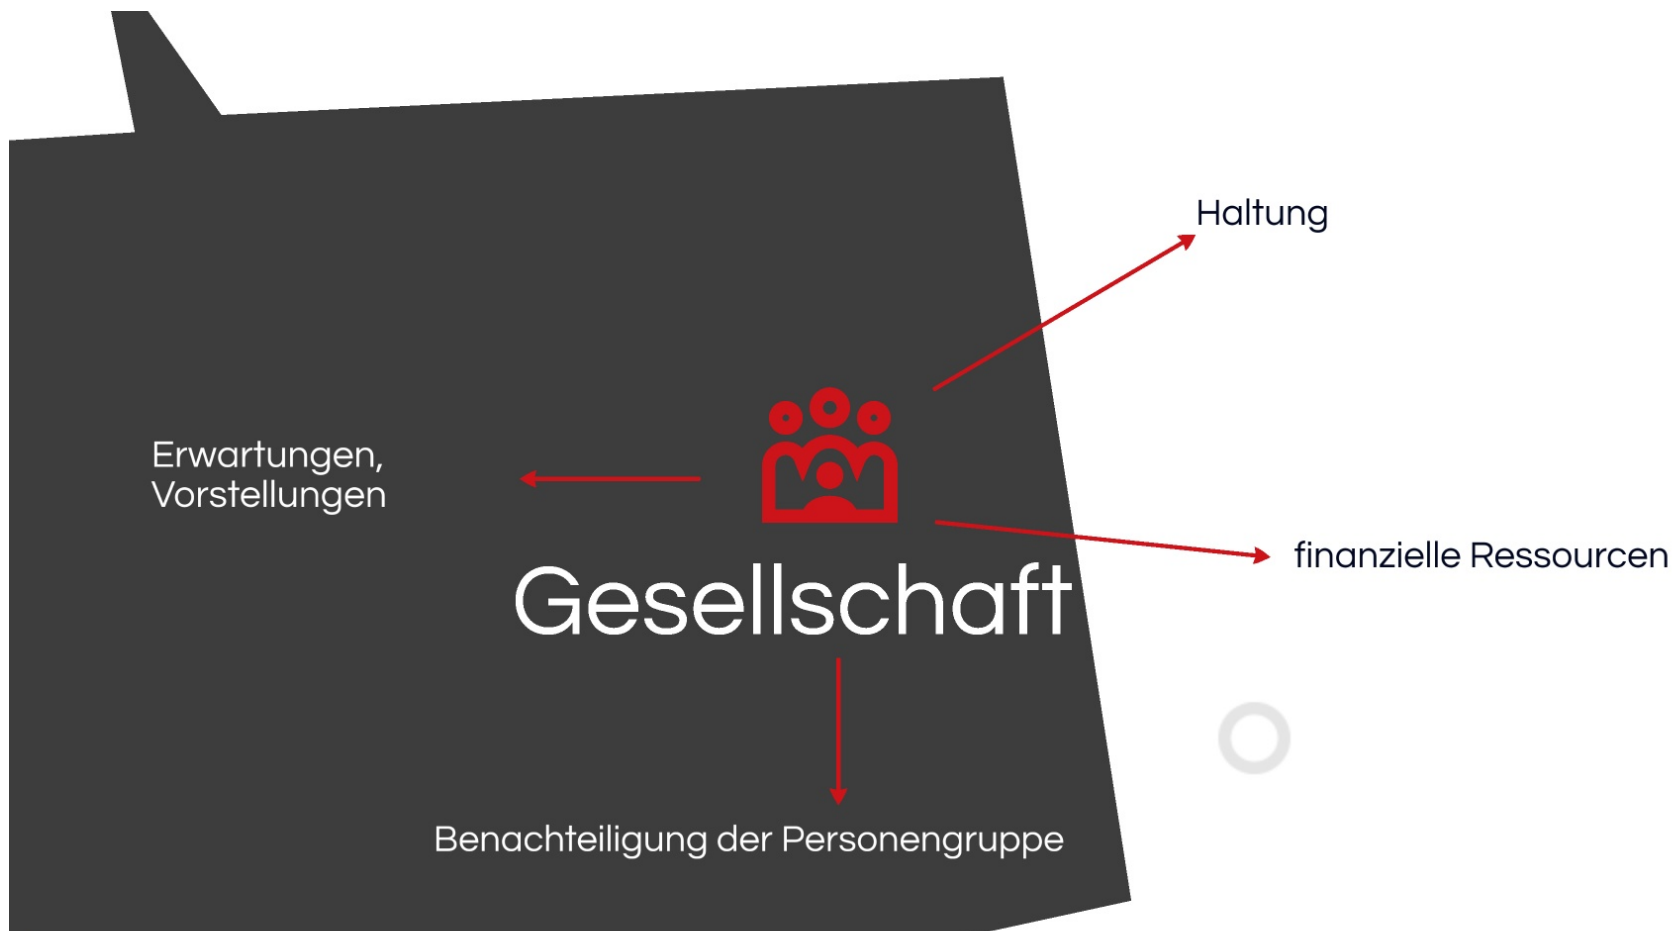 Haltung
Erwartungen,
Vorstellungen
finanzielle Ressourcen
Gesellschaft
Benachteiligung der Personengruppe